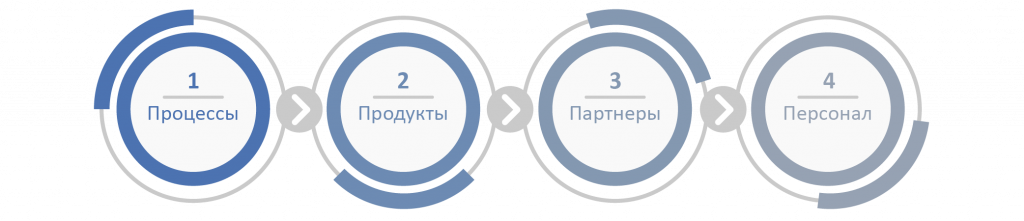 1
Процессы
2
Продукты
3
Партнеры
4
Персонал